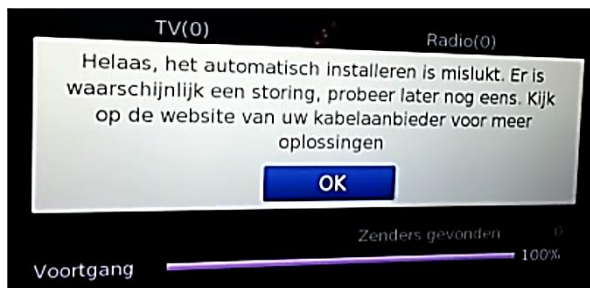 TV(0)
Radio(0)
Helaas, het automatisch installeren is mislukt. Er is
waarschijnlijk een storing, probeer later nog eens. Kijk
op de website van uw kabelaanbieder voor meer
oplossingen
OK
Zenders gevonden 0
Voortgang 100%